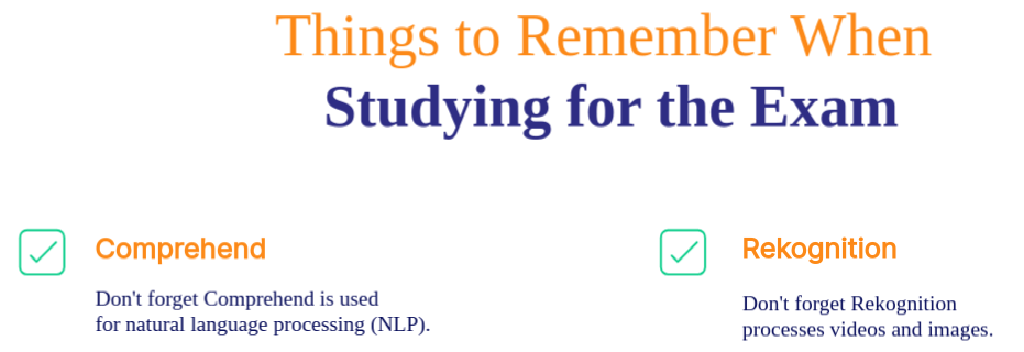 Things to Remember When
Studying for the Exam
Comprehend
Don't forget Comprehend is used
for natural language processing (NLP).
Rekognition
Don't forget Rekognition
processes videos and images.